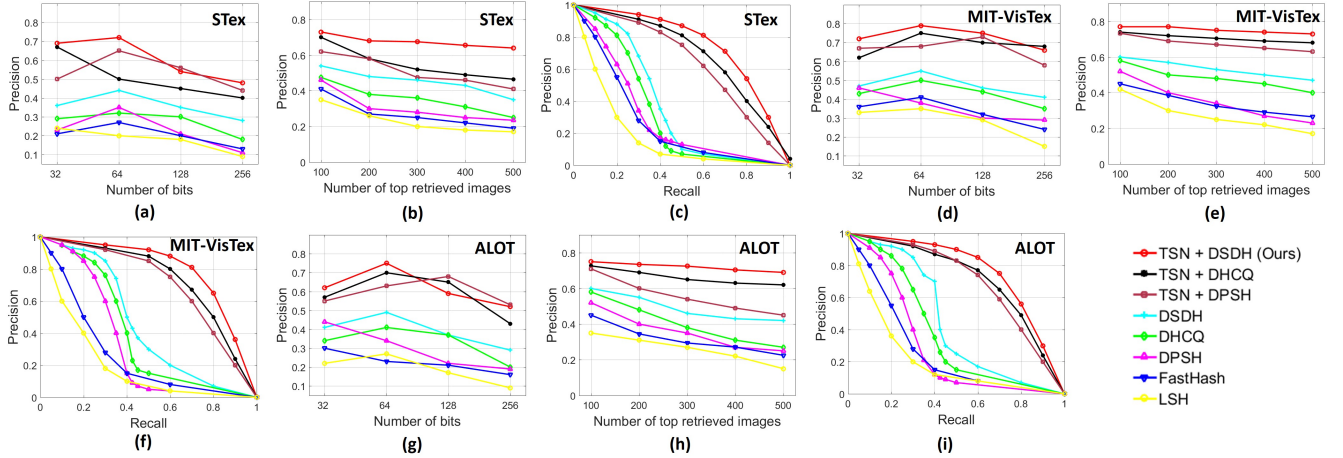 STex
Precision
0.8
0.7
0.6
0.5
0.4
0.3
0.2
0.1
32
64
128
256
Number of bits
(a)
STex
Precision
0.8
0.6
0.4
0.2
0
100
200
300
400
500
Number of top retrieved images
(b)
STex
Precision
1
0.8
0.6
0.4
0.2
0
0
0.2
0.4
0.6
0.8
1
Recall
(c)
MIT-VisTex
Precision
0.8
0.7
0.6
0.5
0.4
0.3
0.2
0.1
32
64
128
256
Number of bits
(d)
MIT-VisTex
Precision
0.8
0.6
0.4
0.2
0
100
200
300
400
500
Number of top retrieved images
(e)
MIT-VisTex
Precision
1
0.8
0.6
0.4
0.2
0
0
0.2
0.4
0.6
0.8
1
Recall
(f)
ALOT
Precision
0.8
0.7
0.6
0.5
0.4
0.3
0.2
0.1
32
64
128
256
Number of bits
(g)
ALOT
Precision
0.8
0.6
0.4
0.2
0
100
200
300
400
500
Number of top retrieved images
(h)
ALOT
Precision
1
0.8
0.6
0.4
0.2
0
0
0.2
0.4
0.6
0.8
1
Recall
(i)
TSN + DSDH (Ours)
TSN + DHCQ
TSN + DPSH
DSDH
DHCQ
DPSH
FastHash
LSH